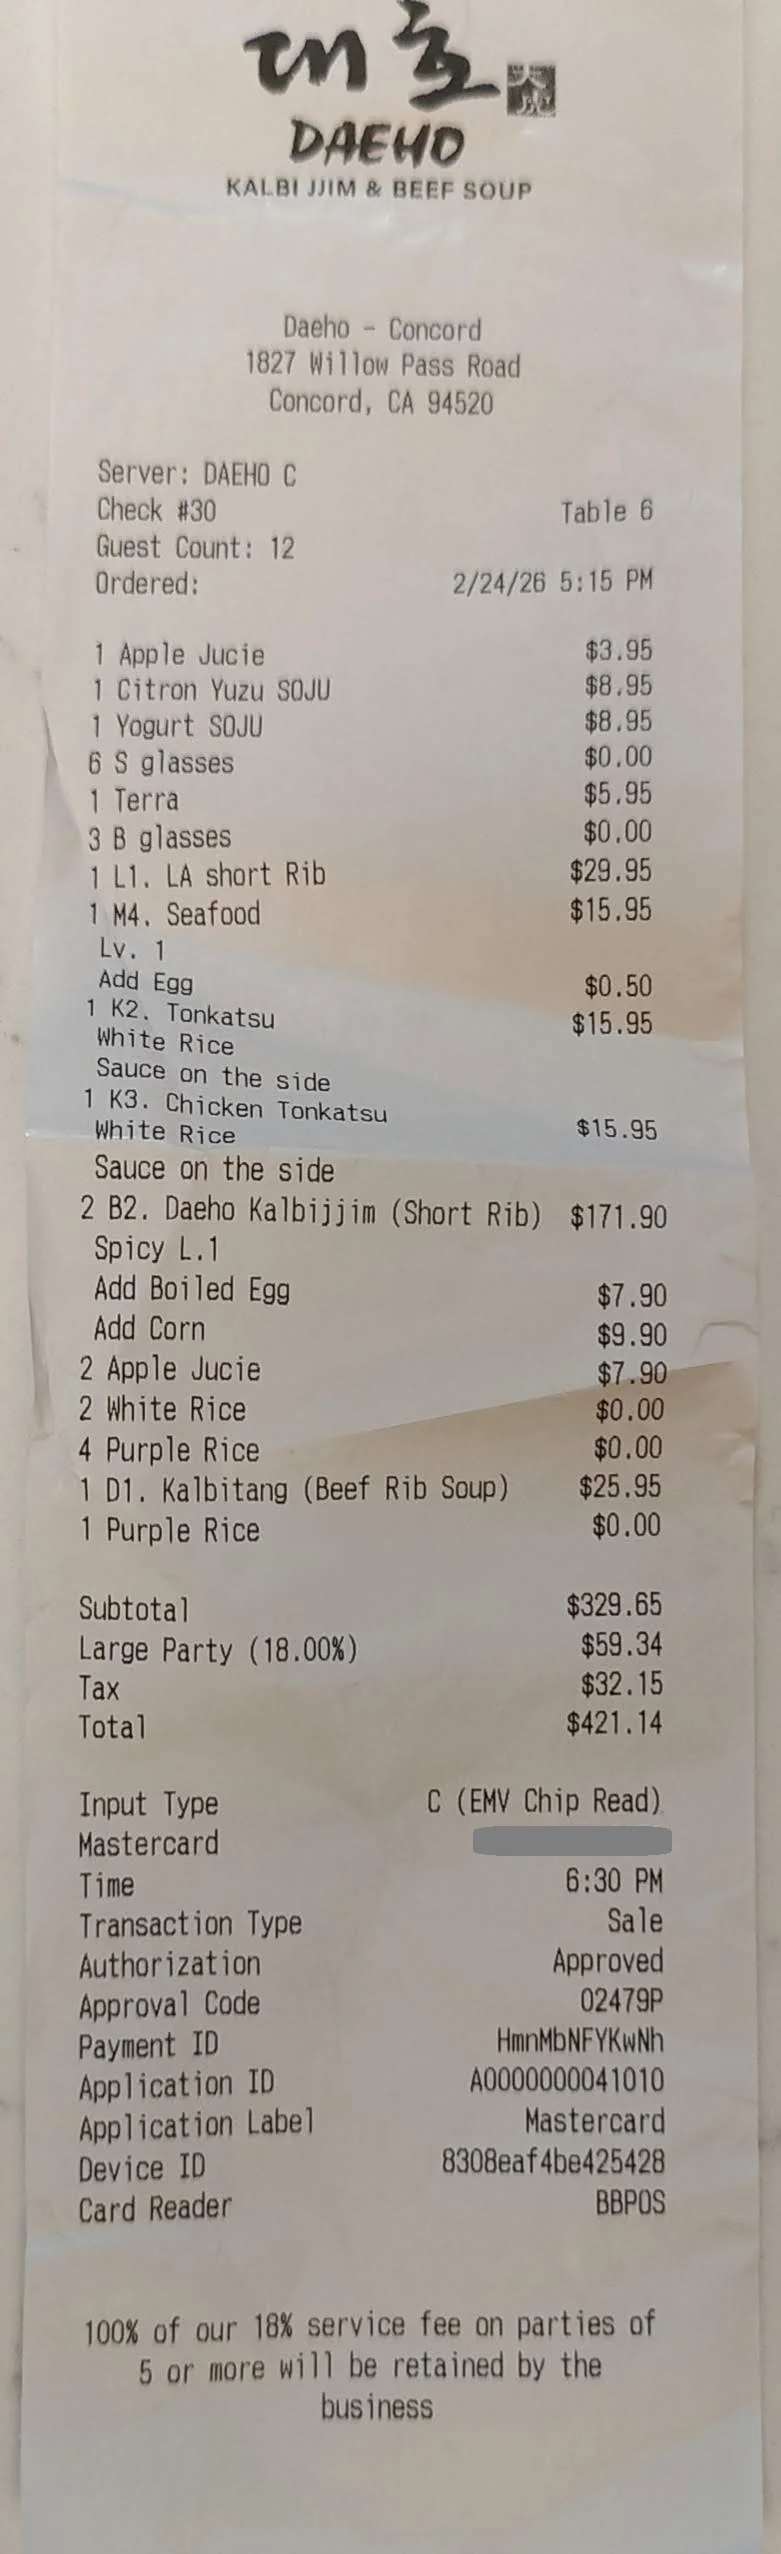 대호
DAEHO
KALBI JJIM & BEEF SOUP
Daeho - Concord
1827 Willow Pass Road
Concord, CA 94520
Server: DAEHO C
Check #30 Table 6
Guest Count: 12
Ordered: 2/24/26 5:15 PM
1 Apple Jucie $3.95
1 Citron Yuzu SOJU $8.95
1 Yogurt SOJU $8.95
6 S glasses $0.00
1 Terra $5.95
3 B glasses $0.00
1 L1. LA short Rib $29.95
1 M4. Seafood $15.95
Lv. 1
Add Egg $0.50
1 K2. Tonkatsu $15.95
White Rice
Sauce on the side
1 K3. Chicken Tonkatsu $15.95
White Rice
Sauce on the side
2 B2. Daeho Kalbijjim (Short Rib) $171.90
Spicy L.1
Add Boiled Egg $7.90
Add Corn $9.90
2 Apple Jucie $7.90
2 White Rice $0.00
4 Purple Rice $0.00
1 D1. Kalbitang (Beef Rib Soup) $25.95
1 Purple Rice $0.00
Subtotal $329.65
Large Party (18.00%) $59.34
Tax $32.15
Total $421.14
Input Type C (EMV Chip Read)
Mastercard
Time 6:30 PM
Transaction Type Sale
Authorization Approved
Approval Code 02479P
Payment ID HmnMbNFYKwNh
Application ID A0000000041010
Application Label Mastercard
Device ID 8308eaf4be425428
Card Reader BBPOS
100% of our 18% service fee on parties of
5 or more will be retained by the
business